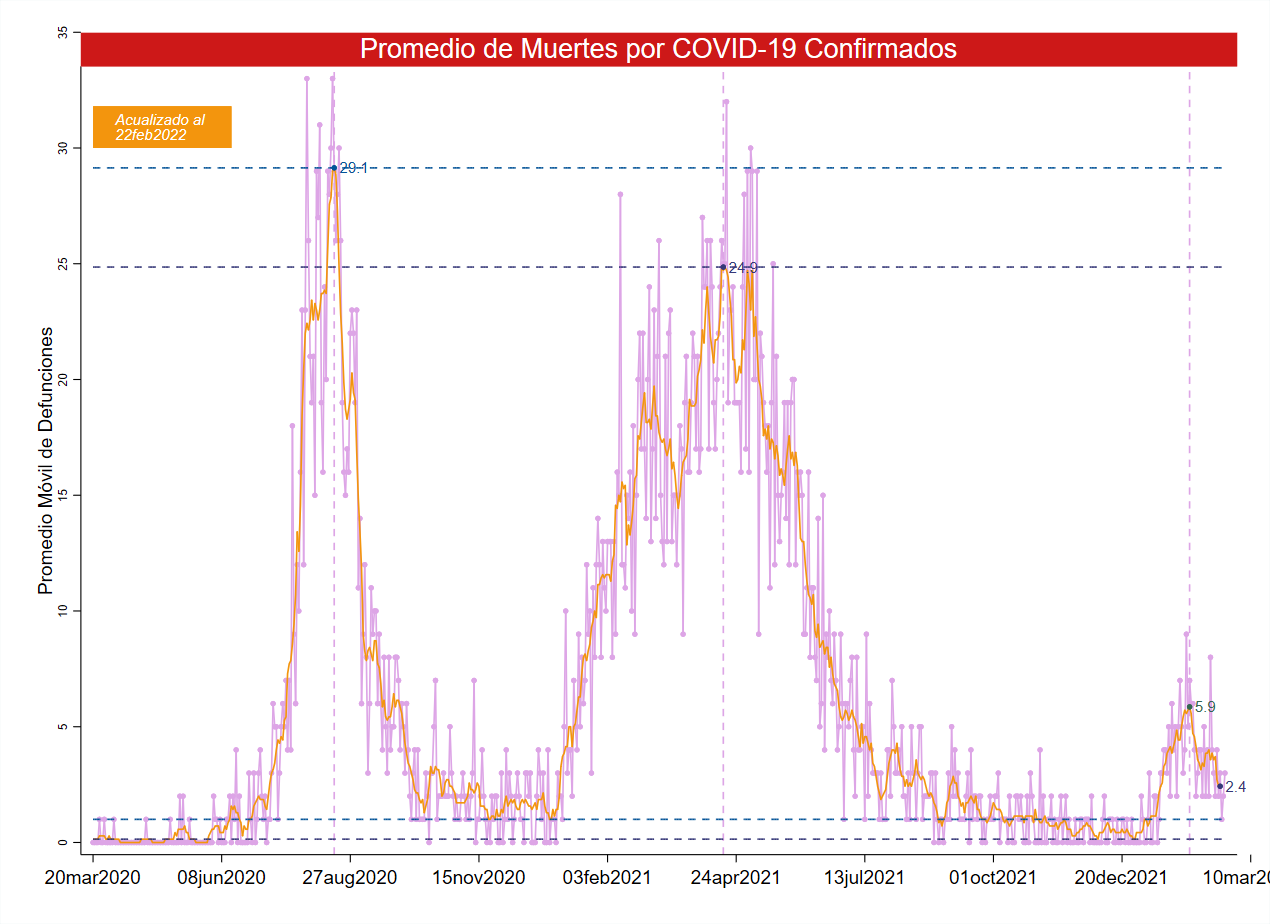 Promedio de Muertes por COVID-19 Confirmados
Acualizado al
22feb2022
Promedio Móvil de Defunciones
35
30
25
20
15
10
5
0
29.1
24.9
5.9
2.4
20mar2020 08jun2020 27aug2020 15nov2020 03feb2021 24apr2021 13jul2021 01oct2021 20dec2021 10mar20